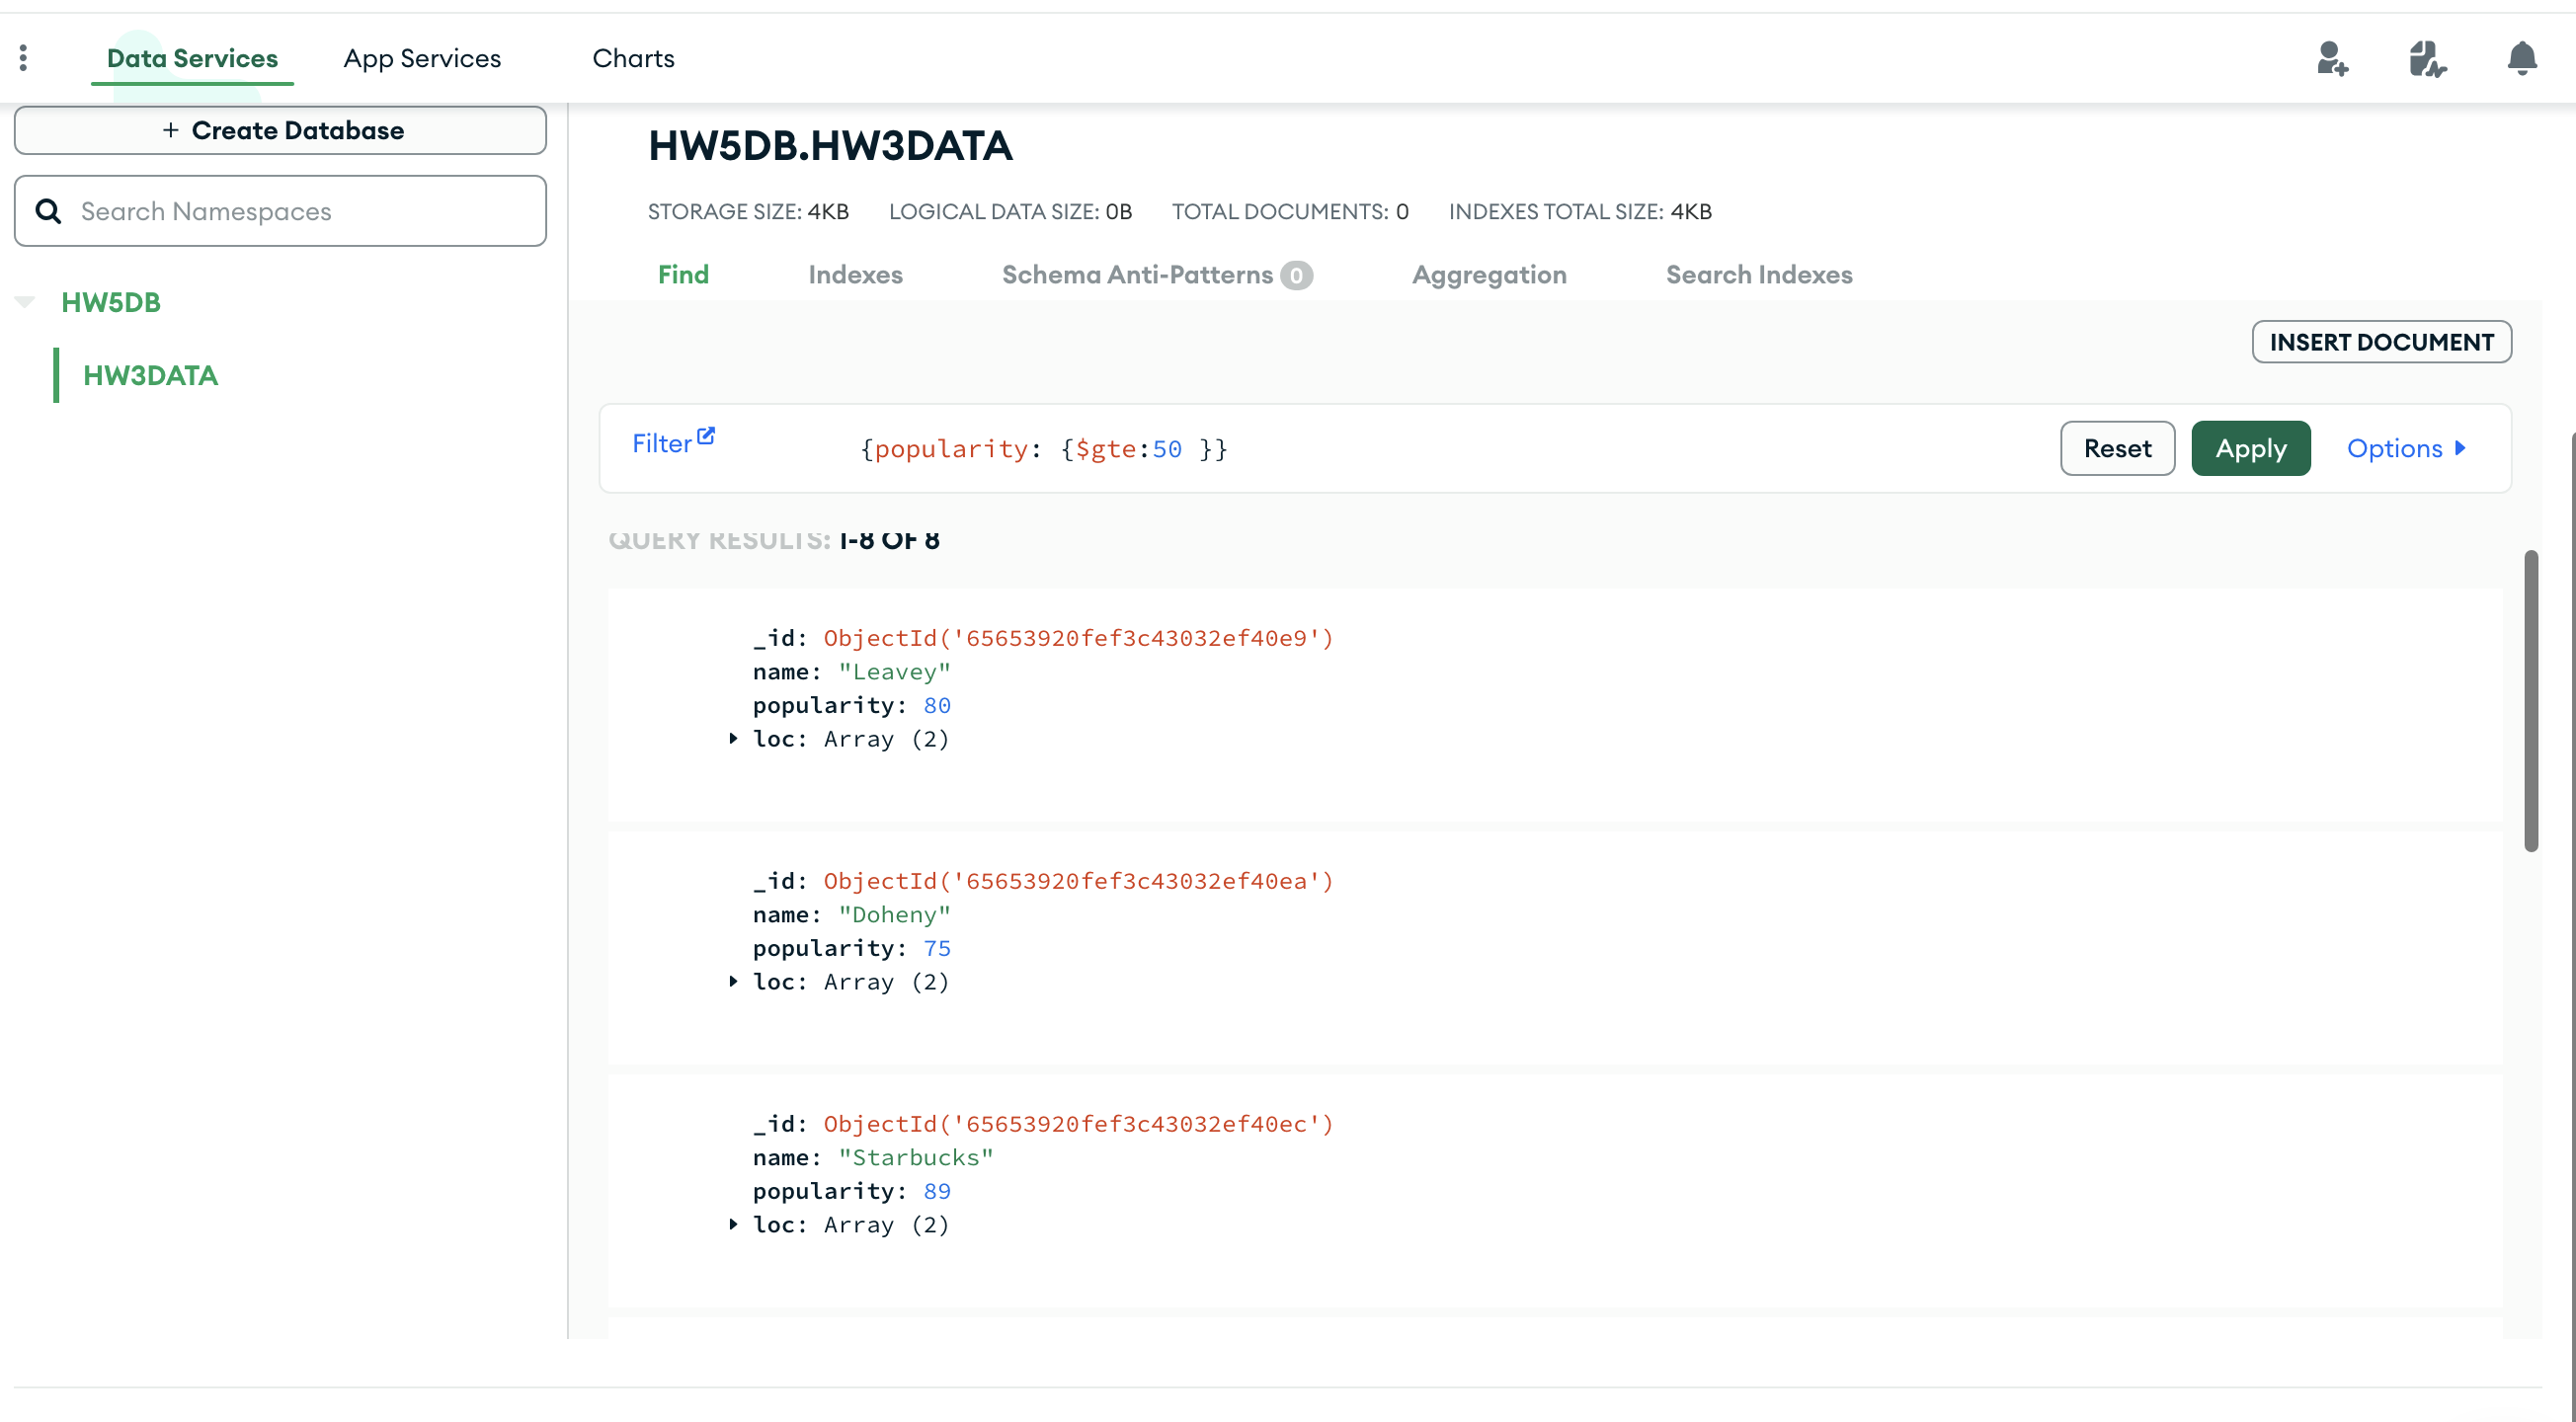 Data Services App Services Charts
+ Create Database
Search Namespaces
HW5DB
HW3DATA
HW5DB.HW3DATA
STORAGE SIZE: 4KB LOGICAL DATA SIZE: 0B TOTAL DOCUMENTS: 0 INDEXES TOTAL SIZE: 4KB
Find Indexes Schema Anti-Patterns 0 Aggregation Search Indexes
INSERT DOCUMENT
Filter {popularity: {$gte:50 }} Reset Apply Options
QUERY RESULTS: 1-8 OF 8
_id: ObjectId('65653920fef3c43032ef40e9')
name: "Leavey"
popularity: 80
loc: Array (2)
_id: ObjectId('65653920fef3c43032ef40ea')
name: "Doheny"
popularity: 75
loc: Array (2)
_id: ObjectId('65653920fef3c43032ef40ec')
name: "Starbucks"
popularity: 89
loc: Array (2)